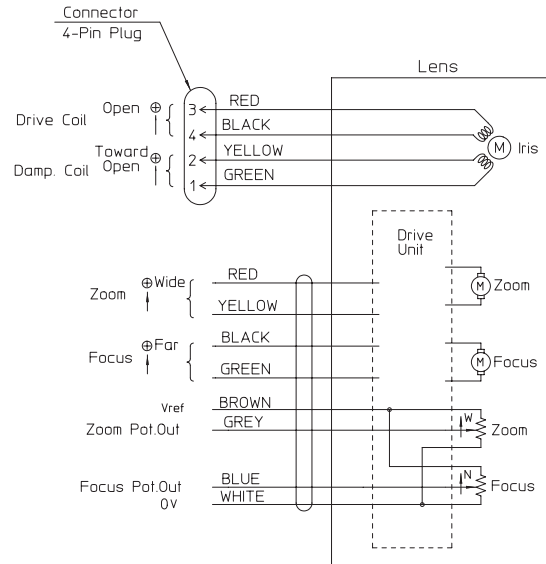 Connector
4-Pin Plug
Lens
Drive Coil Open ⊕ 3 RED
4 BLACK
M Iris
Damp. Coil Toward Open ⊕ 2 YELLOW
1 GREEN
Drive
Unit
Zoom ⊕Wide RED
M Zoom
YELLOW
Focus ⊕Far BLACK
M Focus
GREEN
Vref BROWN
Zoom Pot.Out GREY W Zoom
Focus Pot.Out BLUE N Focus
0V WHITE